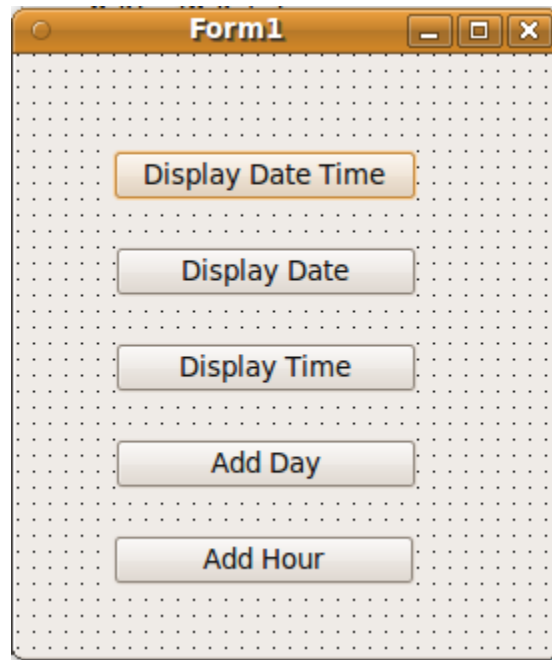 Form1
Display Date Time
Display Date
Display Time
Add Day
Add Hour